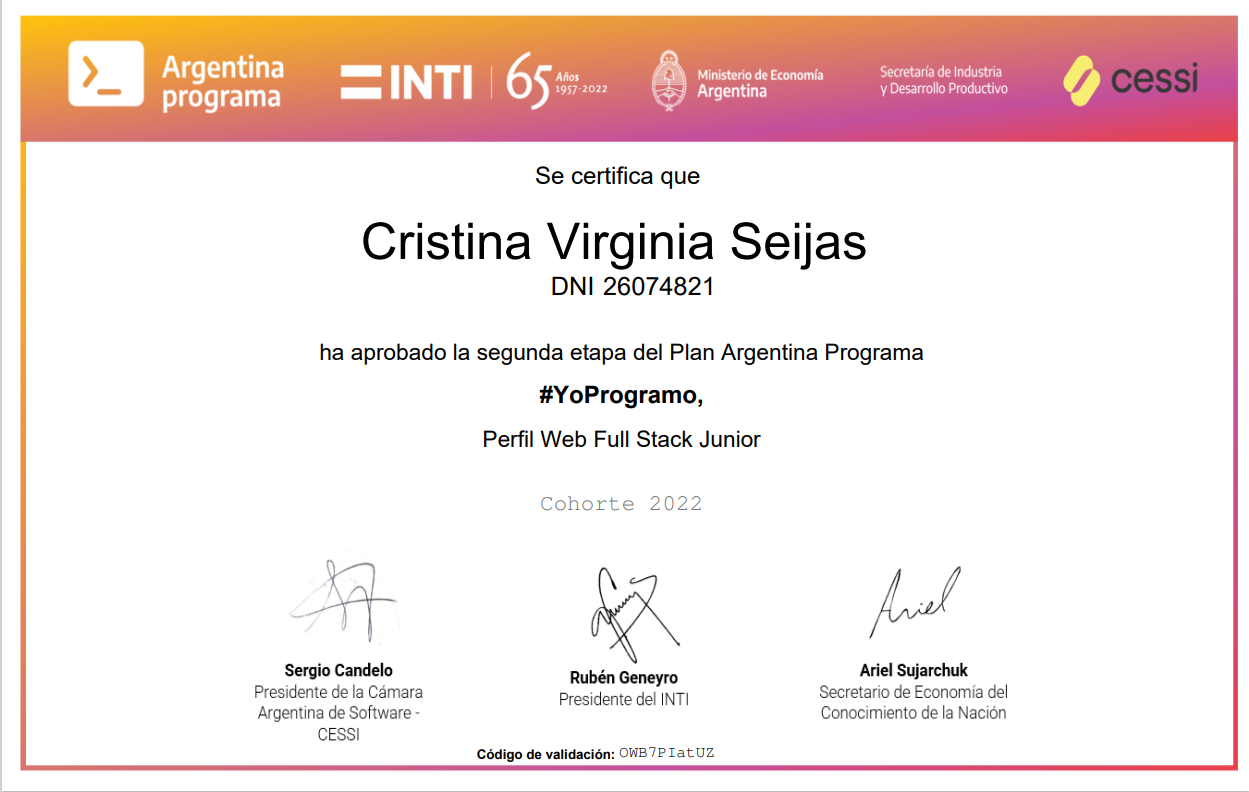 Argentina
programa
INTI
65 Años
1957-2022
Ministerio de Economía
Argentina
Secretaría de Industria
y Desarrollo Productivo
cessi
Se certifica que
Cristina Virginia Seijas
DNI 26074821
ha aprobado la segunda etapa del Plan Argentina Programa
#YoProgramo,
Perfil Web Full Stack Junior
Cohorte 2022
Ariel
Sergio Candelo
Presidente de la Cámara
Argentina de Software -
CESSI
Rubén Geneyro
Presidente del INTI
Ariel Sujarchuk
Secretario de Economía del
Conocimiento de la Nación
Código de validación: OWB7PIatUZ